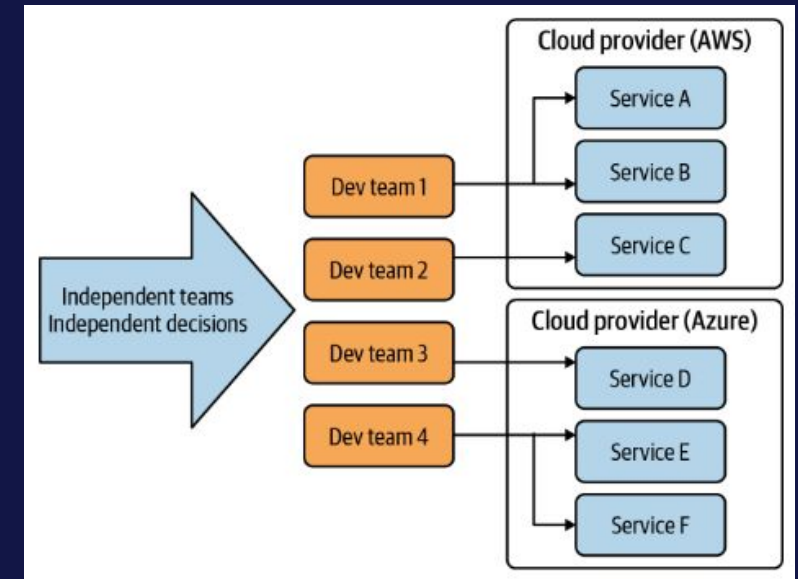 Cloud provider (AWS)
Service A
Service B
Service C
Dev team 1
Dev team 2
Dev team 3
Dev team 4
Independent teams
Independent decisions
Cloud provider (Azure)
Service D
Service E
Service F